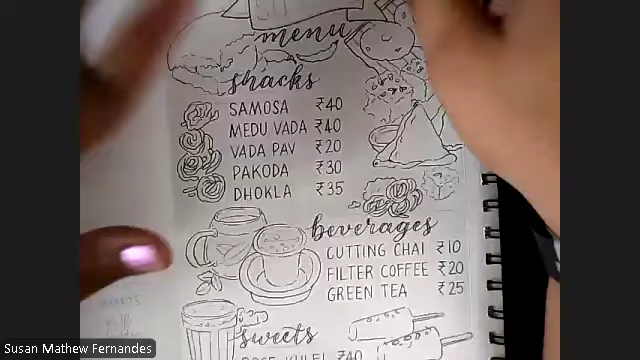 menu
snacks
SAMOSA ₹40
MEDU VADA ₹40
VADA PAV ₹20
PAKODA ₹30
DHOKLA ₹35
beverages
CUTTING CHAI ₹10
FILTER COFFEE ₹20
GREEN TEA ₹25
sweets
₹40
Susan Mathew Fernandes